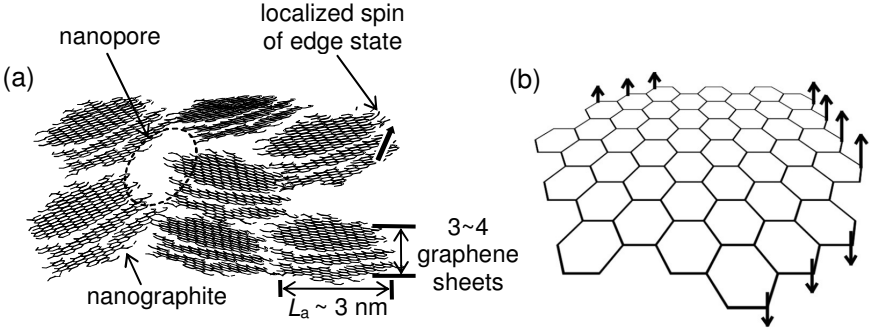 (a)
nanopore
localized spin
of edge state
3~4
graphene
sheets
nanographite
Lₐ ~ 3 nm
(b)